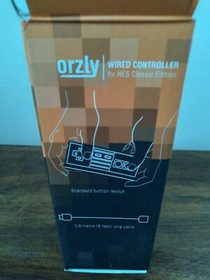 orzly
WIRED CONTROLLER
for NES Classic Edition
Standard button layout
1.8 metre (6 feet) long cable